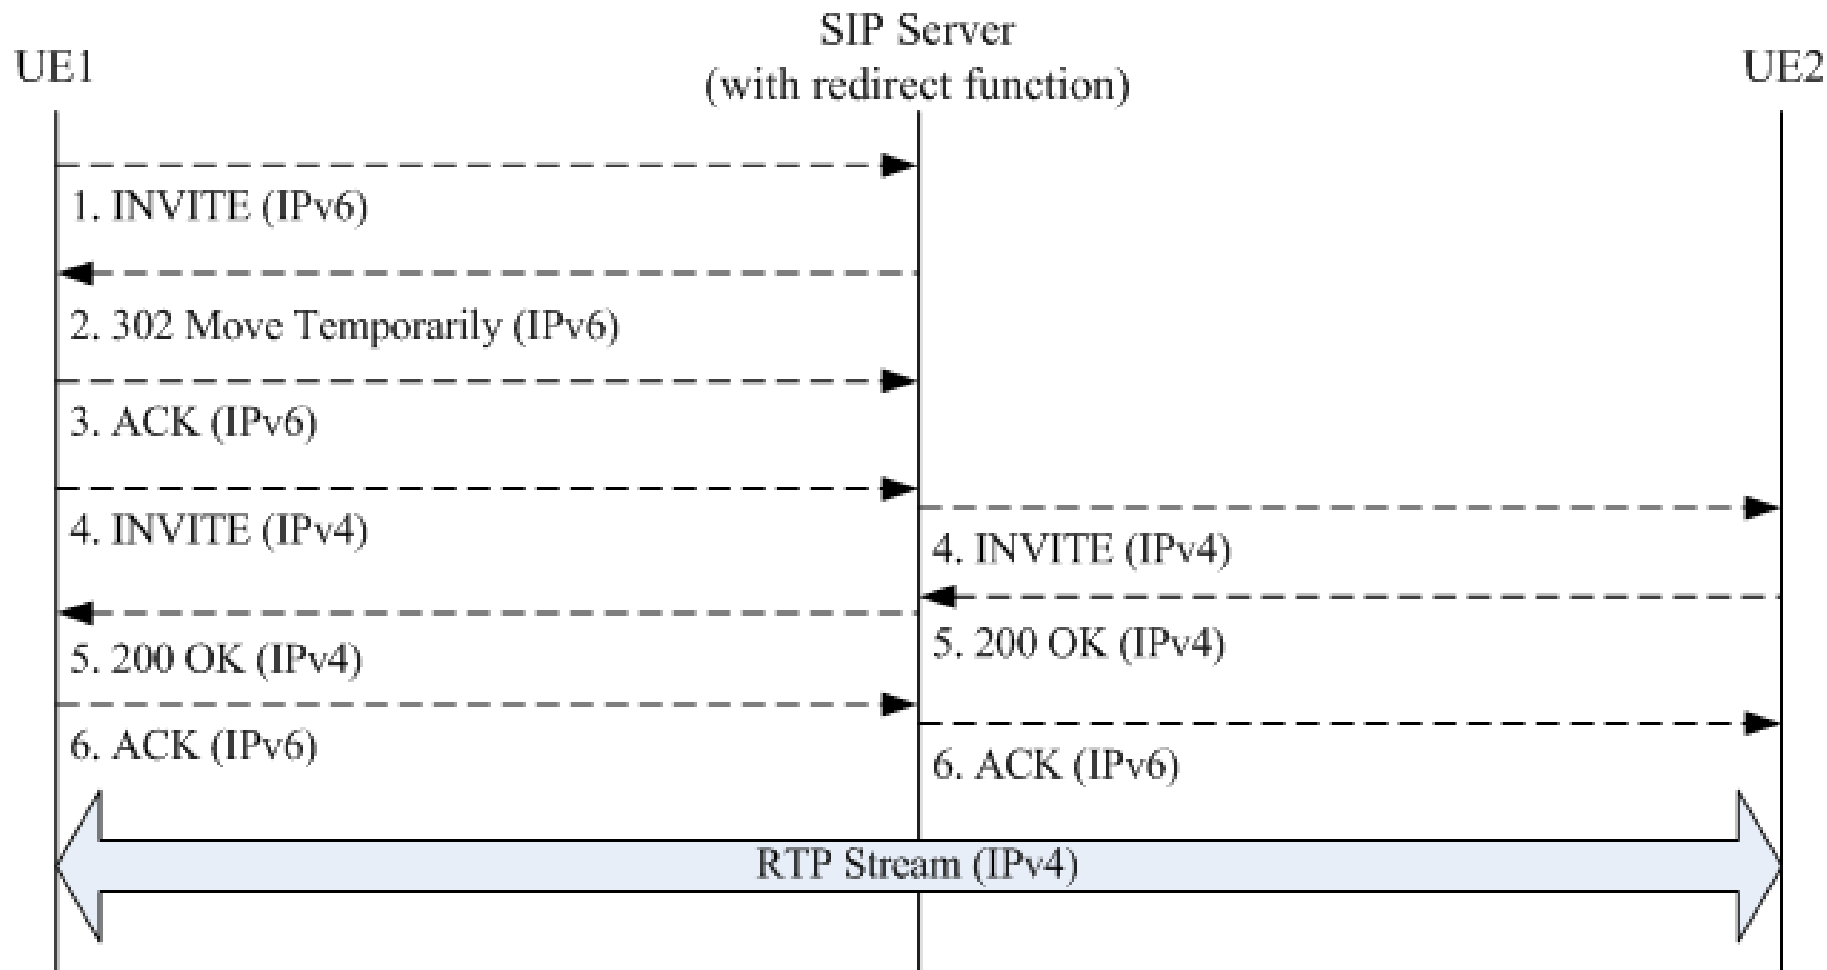 UE1
SIP Server
(with redirect function)
UE2
1. INVITE (IPv6)
2. 302 Move Temporarily (IPv6)
3. ACK (IPv6)
4. INVITE (IPv4)
4. INVITE (IPv4)
5. 200 OK (IPv4)
5. 200 OK (IPv4)
6. ACK (IPv6)
6. ACK (IPv6)
RTP Stream (IPv4)